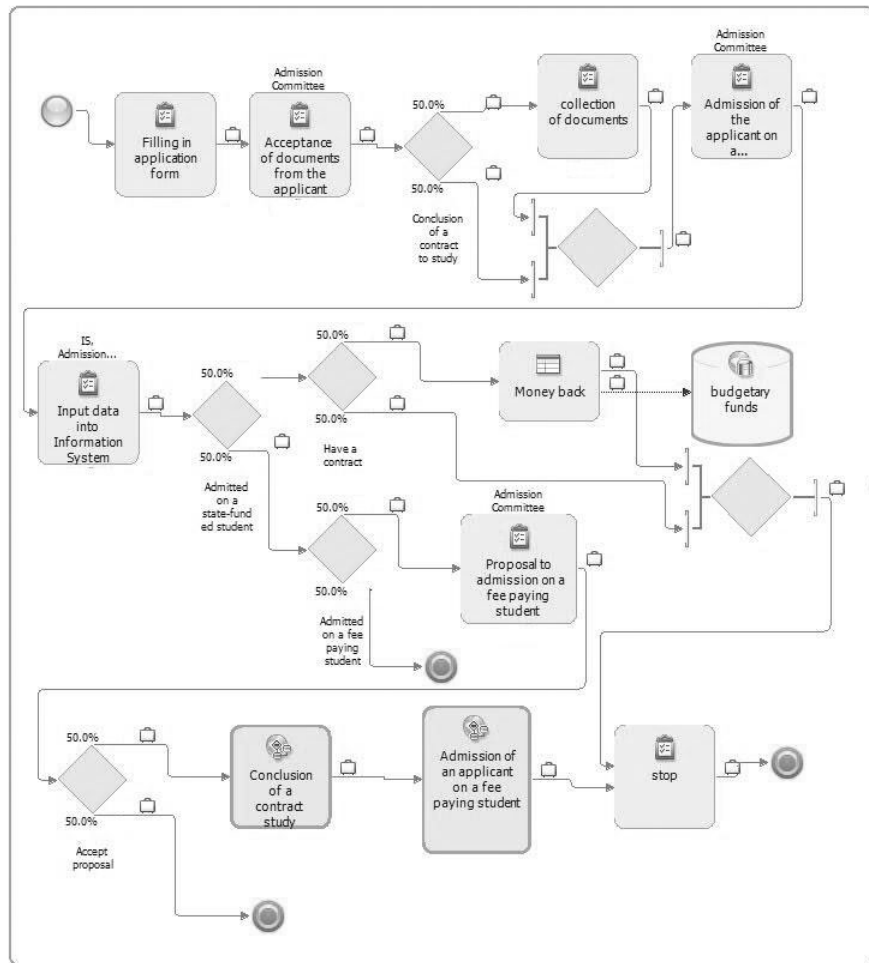 Admission
Committee
Filling in
application
form
Acceptance
of documents
from the
applicant
50.0%
50.0%
Conclusion
of a
contract
to study
collection
of documents
Admission
Committee
Admission of
the
applicant on
a...
IS,
Admission...
Input data
into
Information
System
50.0%
50.0%
Admitted
on a
state-fund
ed student
50.0%
50.0%
Have a
contract
Money back
budgetary
funds
50.0%
50.0%
Admitted
on a fee
paying
student
Admission
Committee
Proposal to
admission on a
fee paying
student
50.0%
50.0%
Accept
proposal
Conclusion
of a
contract
study
Admission of
an applicant
on a fee
paying student
stop